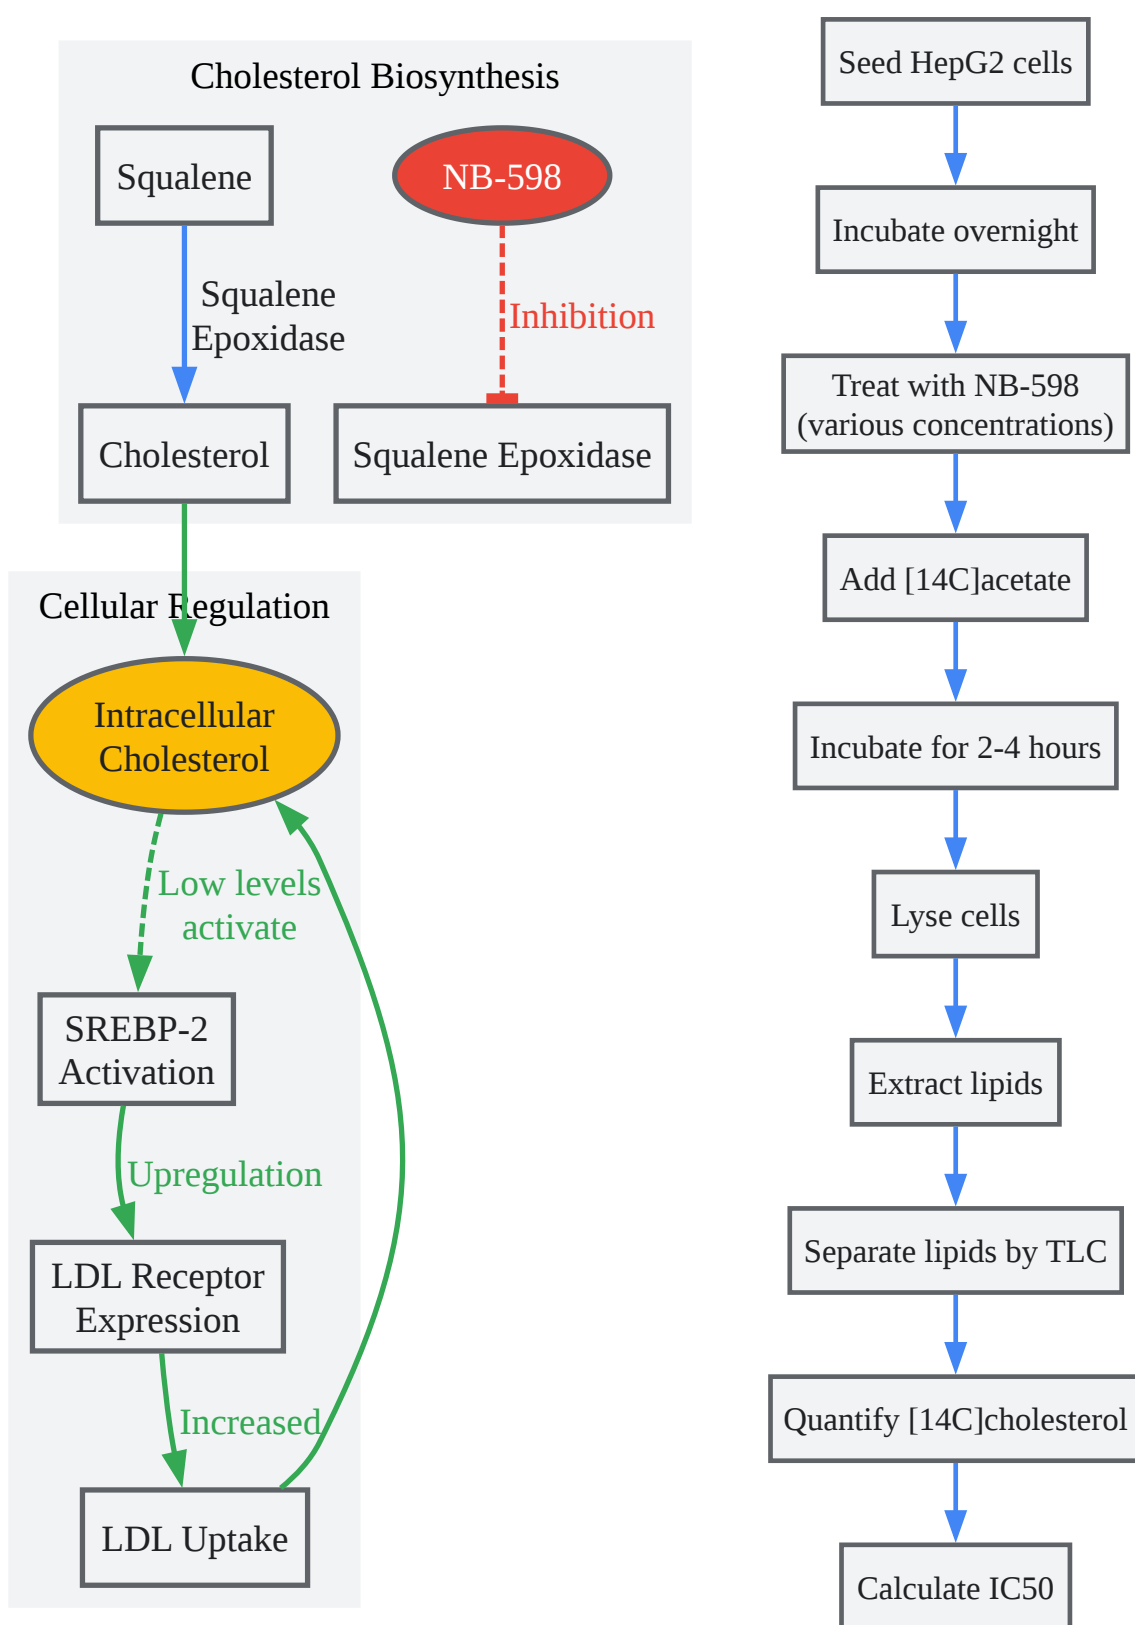 Cholesterol Biosynthesis
Squalene
NB-598
Squalene
Epoxidase
Inhibition
Cholesterol
Squalene Epoxidase
Cellular Regulation
Intracellular
Cholesterol
Low levels
activate
SREBP-2
Activation
Upregulation
LDL Receptor
Expression
Increased
LDL Uptake
Seed HepG2 cells
Incubate overnight
Treat with NB-598
(various concentrations)
Add [14C]acetate
Incubate for 2-4 hours
Lyse cells
Extract lipids
Separate lipids by TLC
Quantify [14C]cholesterol
Calculate IC50